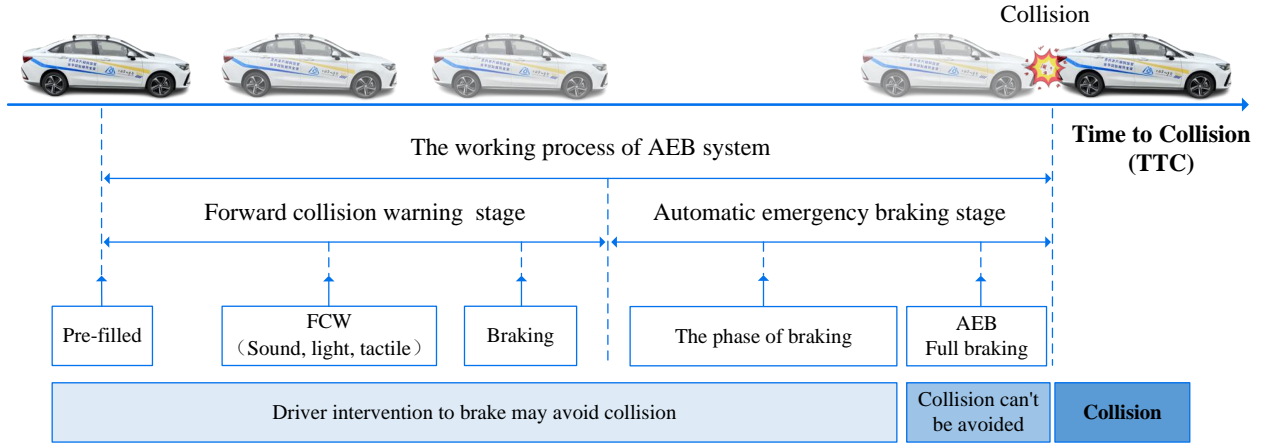 Collision
Time to Collision
(TTC)
The working process of AEB system
Forward collision warning stage
Automatic emergency braking stage
Pre-filled
FCW
（Sound, light, tactile）
Braking
The phase of braking
AEB
Full braking
Driver intervention to brake may avoid collision
Collision can't
be avoided
Collision